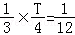 1/3 × T/4 = 1/12